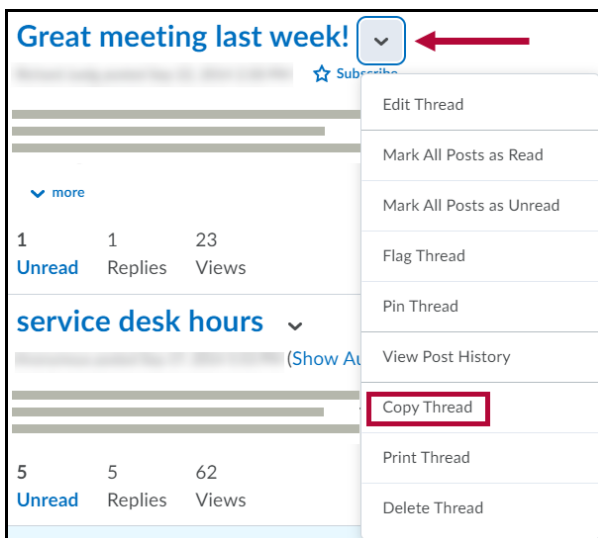 Great meeting last week!
Subscribe
Edit Thread
Mark All Posts as Read
more
Mark All Posts as Unread
1 1 23
Unread Replies Views
Flag Thread
Pin Thread
service desk hours
(Show Au
View Post History
Copy Thread
Print Thread
5 5 62
Unread Replies Views
Delete Thread